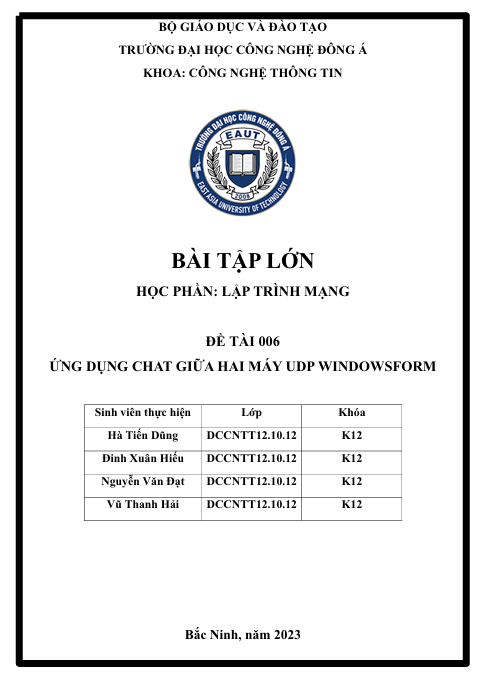 BỘ GIÁO DỤC VÀ ĐÀO TẠO
TRƯỜNG ĐẠI HỌC CÔNG NGHỆ ĐÔNG Á
KHOA: CÔNG NGHỆ THÔNG TIN
TRƯỜNG ĐẠI HỌC CÔNG NGHỆ ĐÔNG Á
EAUT
2008
EAST ASIA UNIVERSITY OF TECHNOLOGY
BÀI TẬP LỚN
HỌC PHẦN: LẬP TRÌNH MẠNG
ĐỀ TÀI 006
ỨNG DỤNG CHAT GIỮA HAI MÁY UDP WINDOWSFORM
Sinh viên thực hiện Lớp Khóa
Hà Tiến Dũng DCCNTT12.10.12 K12
Đinh Xuân Hiếu DCCNTT12.10.12 K12
Nguyễn Văn Đạt DCCNTT12.10.12 K12
Vũ Thanh Hải DCCNTT12.10.12 K12
Bắc Ninh, năm 2023